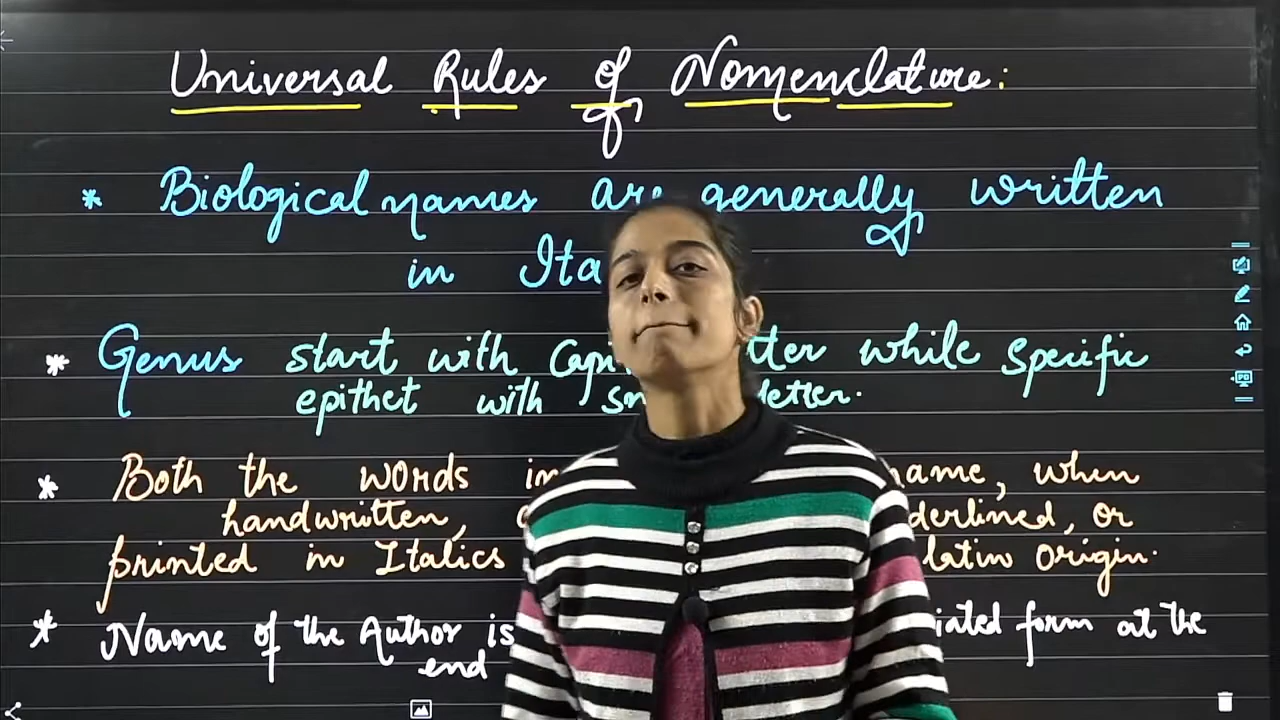 Universal Rules of Nomenclature:
* Biological names are generally written
in Ita
* Genus start with Capi tter while specific
epithet with sm letter.
* Both the words in name, when
handwritten, derlined, or
printed in Italics latin origin.
* Name of the Author is iated form at the
end